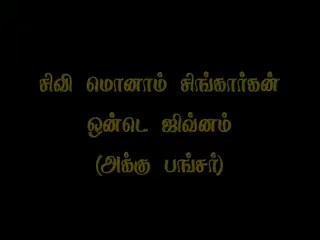 சிவி மொனாம் சிங்கார்கன்
ஒன்டெ ஜிவ்னம்
(அக்கு பங்சர்)